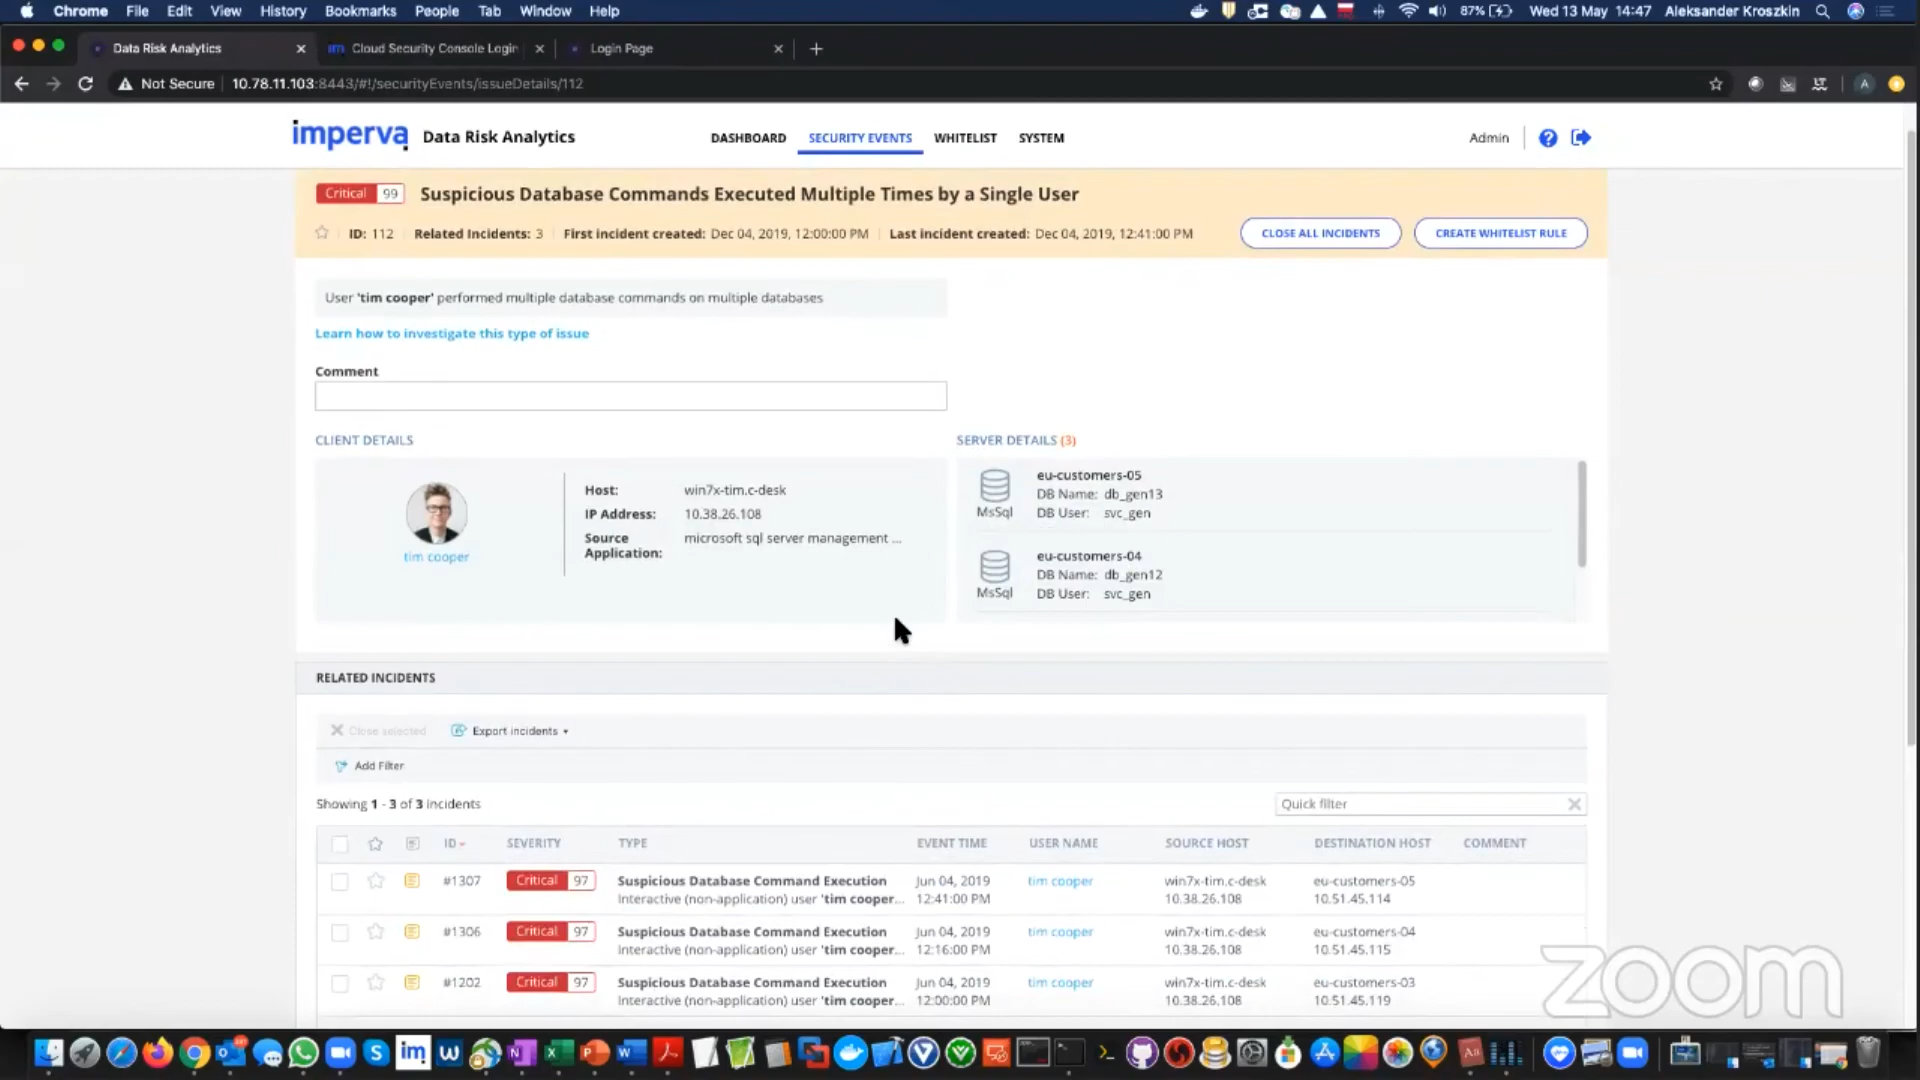 Chrome File Edit View History Bookmarks People Tab Window Help 87% Wed 13 May 14:47 Aleksander Kroszkin
Data Risk Analytics im Cloud Security Console Login Login Page
Not Secure 10.78.11.103:8443/#!/securityEvents/issueDetails/112
imperva Data Risk Analytics DASHBOARD SECURITY EVENTS WHITELIST SYSTEM Admin
Critical 99 Suspicious Database Commands Executed Multiple Times by a Single User
ID: 112 Related Incidents: 3 First incident created: Dec 04, 2019, 12:00:00 PM Last incident created: Dec 04, 2019, 12:41:00 PM CLOSE ALL INCIDENTS CREATE WHITELIST RULE
User 'tim cooper' performed multiple database commands on multiple databases
Learn how to investigate this type of issue
Comment
CLIENT DETAILS
tim cooper
Host: win7x-tim.c-desk
IP Address: 10.38.26.108
Source Application: microsoft sql server management ...
SERVER DETAILS (3)
MsSql
eu-customers-05
DB Name: db_gen13
DB User: svc_gen
MsSql
eu-customers-04
DB Name: db_gen12
DB User: svc_gen
RELATED INCIDENTS
Close selected Export incidents
Add Filter
Showing 1 - 3 of 3 incidents Quick filter
ID SEVERITY TYPE EVENT TIME USER NAME SOURCE HOST DESTINATION HOST COMMENT
#1307 Critical 97 Suspicious Database Command Execution Jun 04, 2019 tim cooper win7x-tim.c-desk eu-customers-05
Interactive (non-application) user 'tim cooper... 12:41:00 PM 10.38.26.108 10.51.45.114
#1306 Critical 97 Suspicious Database Command Execution Jun 04, 2019 tim cooper win7x-tim.c-desk eu-customers-04
Interactive (non-application) user 'tim cooper... 12:16:00 PM 10.38.26.108 10.51.45.115
#1202 Critical 97 Suspicious Database Command Execution Jun 04, 2019 tim cooper win7x-tim.c-desk eu-customers-03
Interactive (non-application) user 'tim cooper... 12:00:00 PM 10.38.26.108 10.51.45.119
zoom